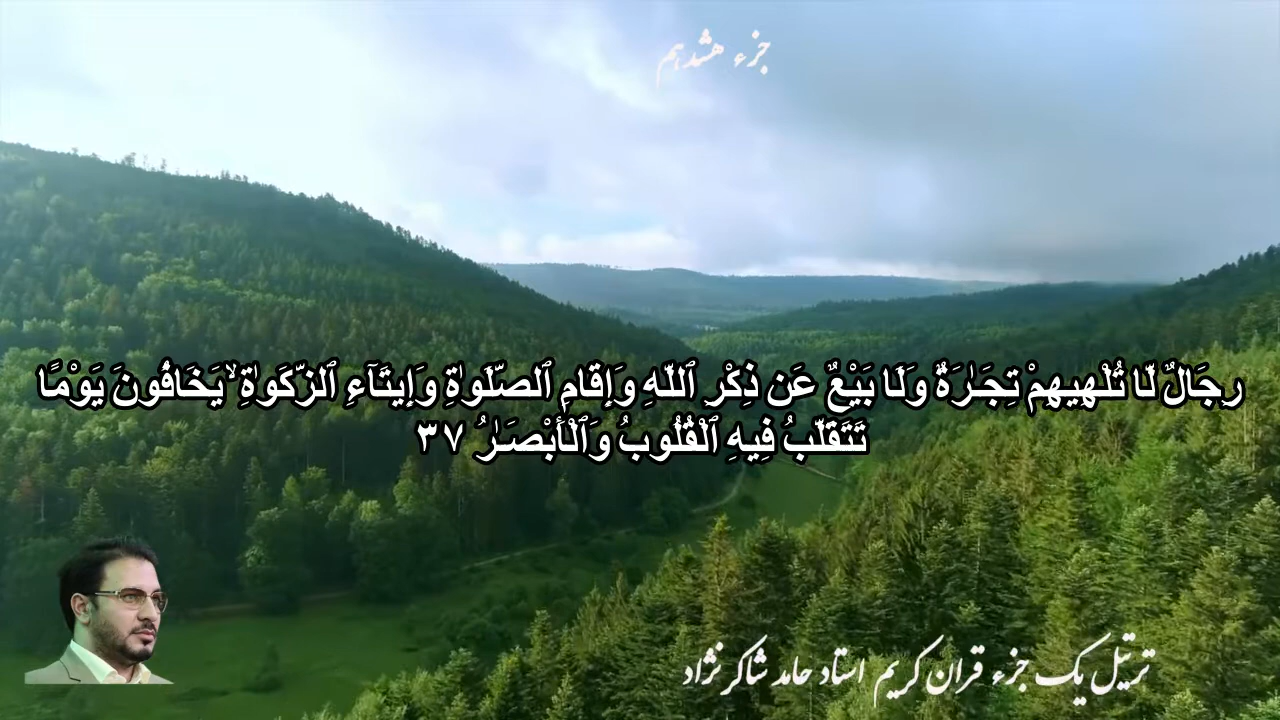 جزء هشدهم
رِجَالٌ لَّا تُلْهِيهِمْ تِجَـٰرَةٌ وَلَا بَيْعٌ عَن ذِكْرِ ٱللَّهِ وَإِقَامِ ٱلصَّلَوٰةِ وَإِيتَآءِ ٱلزَّكَوٰةِ ۙ يَخَافُونَ يَوْمًا
تَتَقَلَّبُ فِيهِ ٱلْقُلُوبُ وَٱلْأَبْصَـٰرُ ٣٧
ترتیل یک جزء قران کریم استاد حامد شاکرنژاد